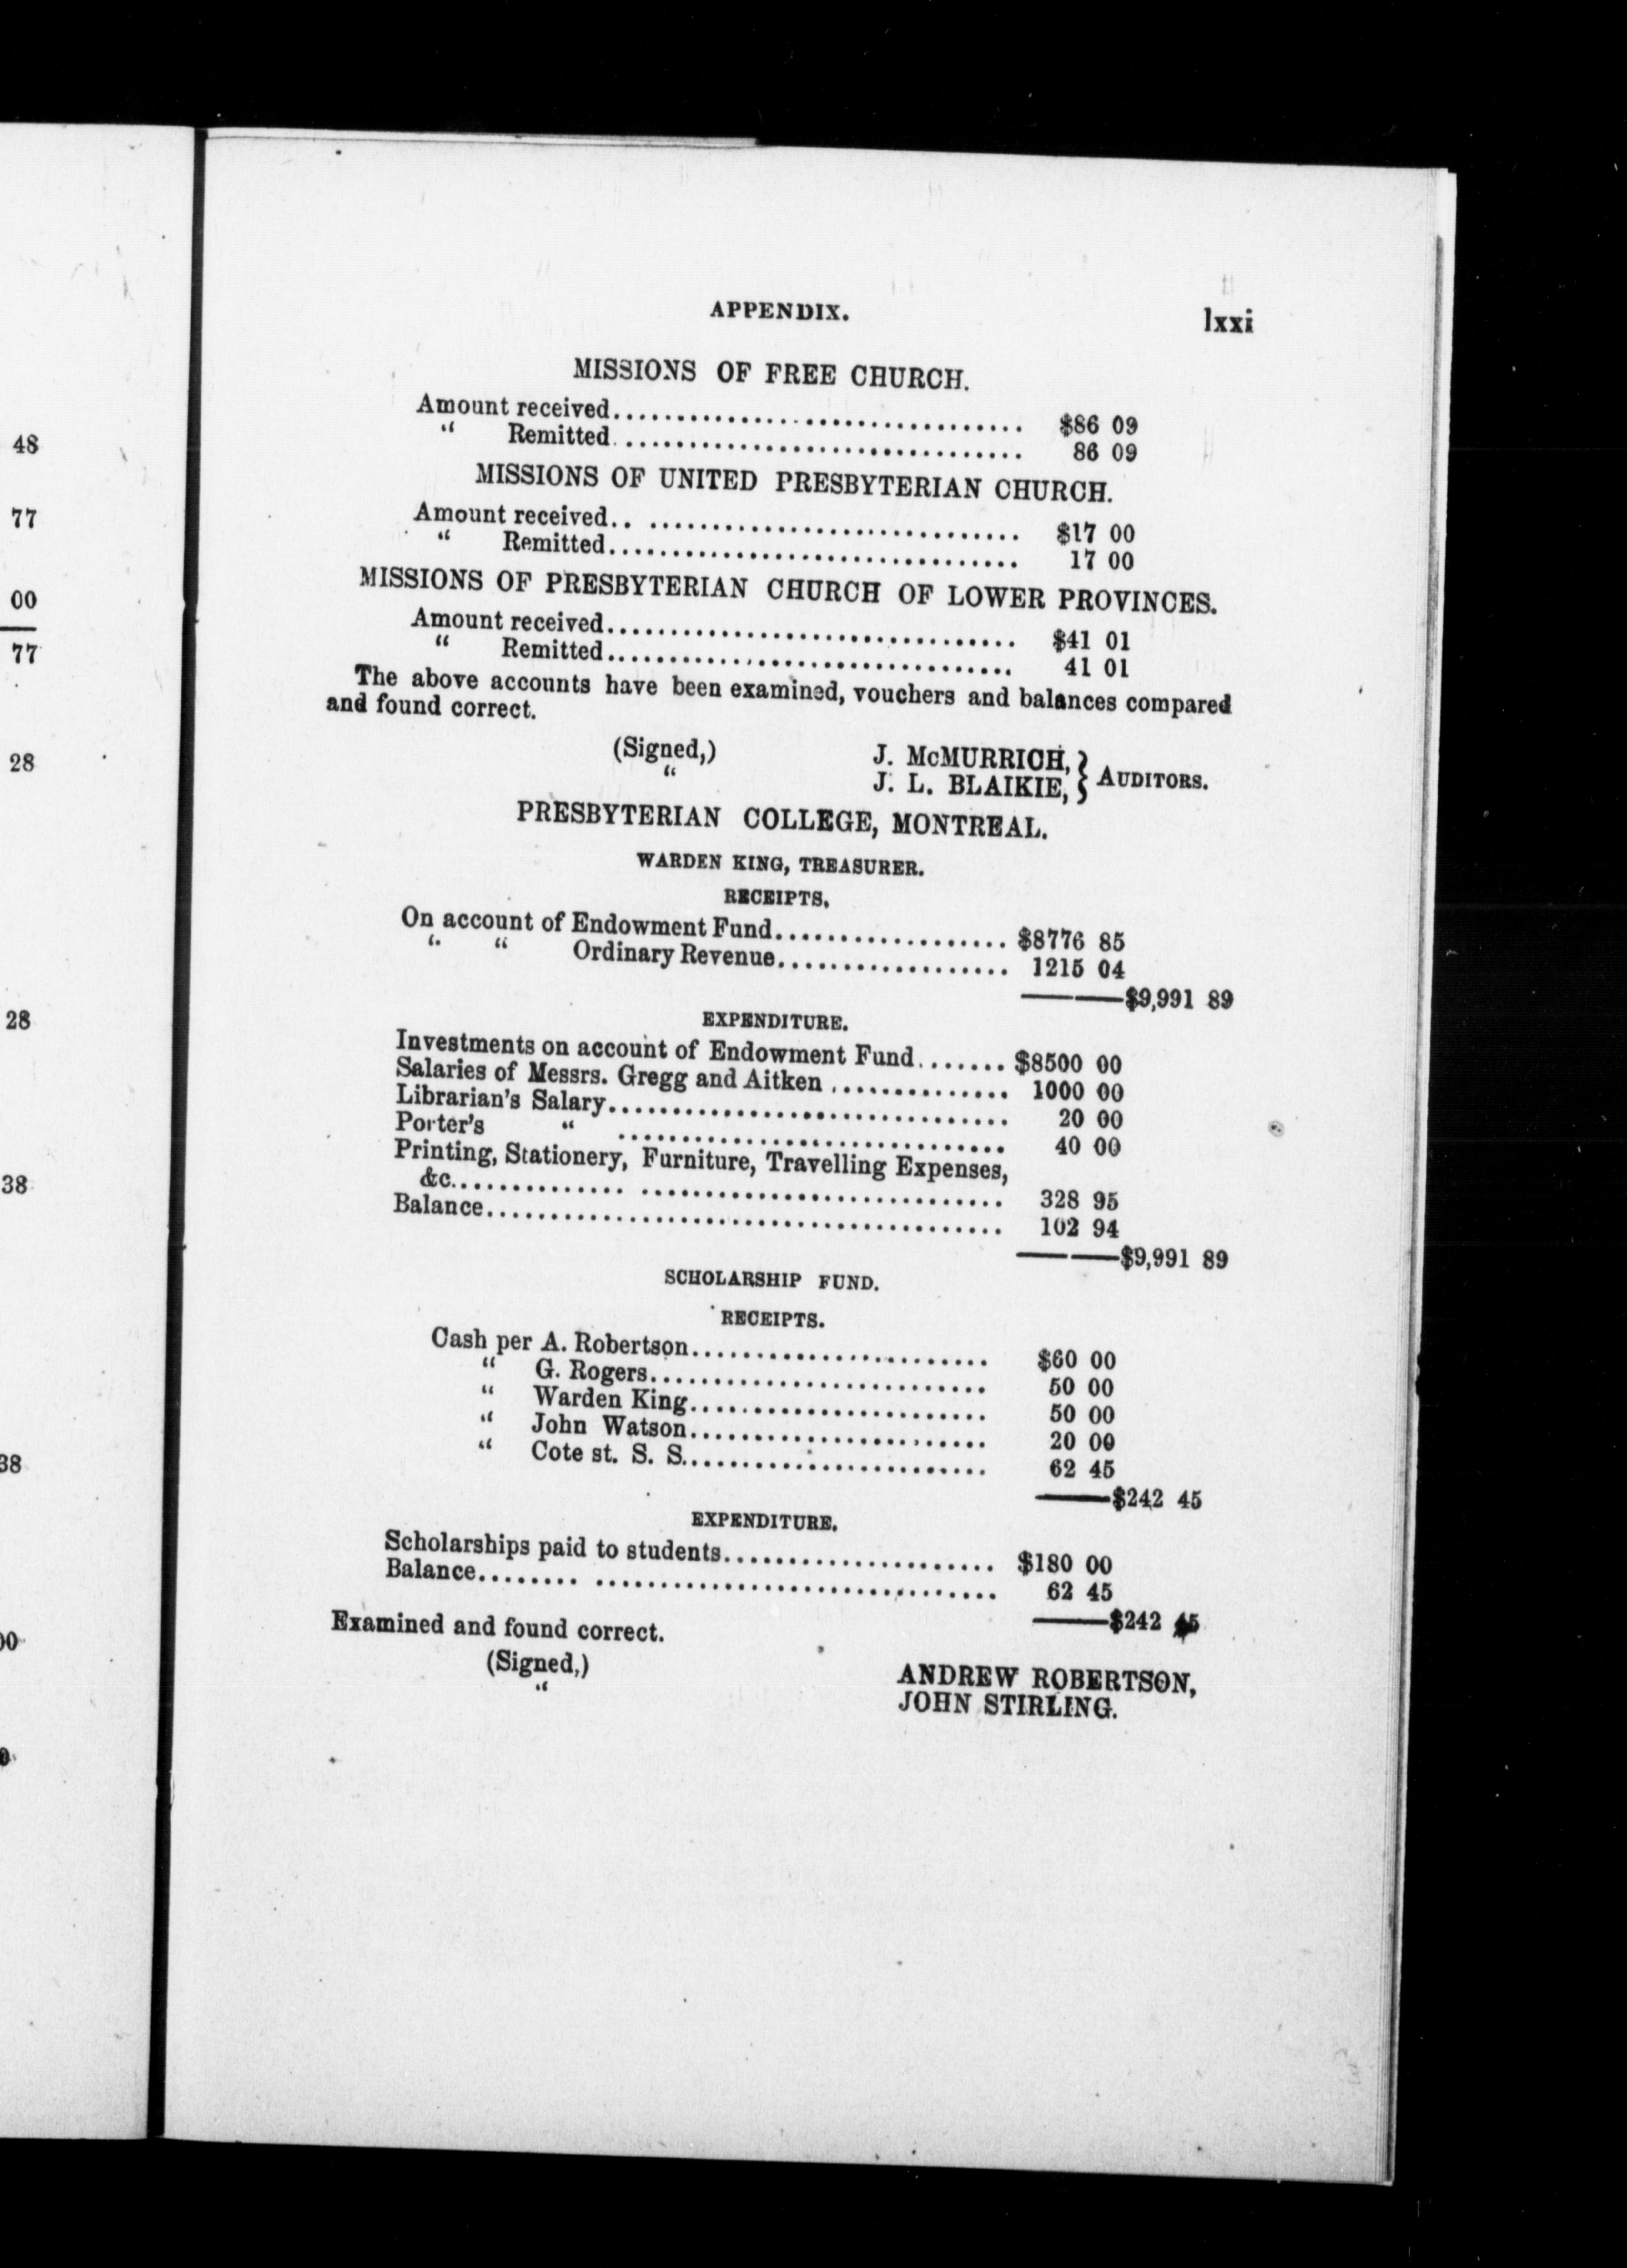 48
77
00
77
28
28
38
38
APPENDIX. lxxi
MISSIONS OF FREE CHURCH.
Amount received.................................. $86 09
“ Remitted................................. 86 09
MISSIONS OF UNITED PRESBYTERIAN CHURCH.
Amount received.. ............................. $17 00
“ Remitted................................. 17 00
MISSIONS OF PRESBYTERIAN CHURCH OF LOWER PROVINCES.
Amount received................................. $41 01
“ Remitted................................. 41 01
The above accounts have been examined, vouchers and balances compared
and found correct.
(Signed,) J. McMURRICH, } AUDITORS.
“ J. L. BLAIKIE, }
PRESBYTERIAN COLLEGE, MONTREAL.
WARDEN KING, TREASURER.
RECEIPTS.
On account of Endowment Fund.................. $8776 85
“ “ Ordinary Revenue.................. 1215 04
———$9,991 89
EXPENDITURE.
Investments on account of Endowment Fund....... $8500 00
Salaries of Messrs. Gregg and Aitken .............. 1000 00
Librarian's Salary............................... 20 00
Porter's “ .............................. 40 00
Printing, Stationery, Furniture, Travelling Expenses,
&c.............. ............................ 328 95
Balance........................................ 102 94
———$9,991 89
SCHOLARSHIP FUND.
RECEIPTS.
Cash per A. Robertson....................... $60 00
“ G. Rogers.......................... 50 00
“ Warden King....................... 50 00
“ John Watson....................... 20 00
“ Cote st. S. S........................ 62 45
———$242 45
EXPENDITURE.
Scholarships paid to students..................... $180 00
Balance........ ............................... 62 45
———$242 45
Examined and found correct.
(Signed,) ANDREW ROBERTSON,
“ JOHN STIRLING.